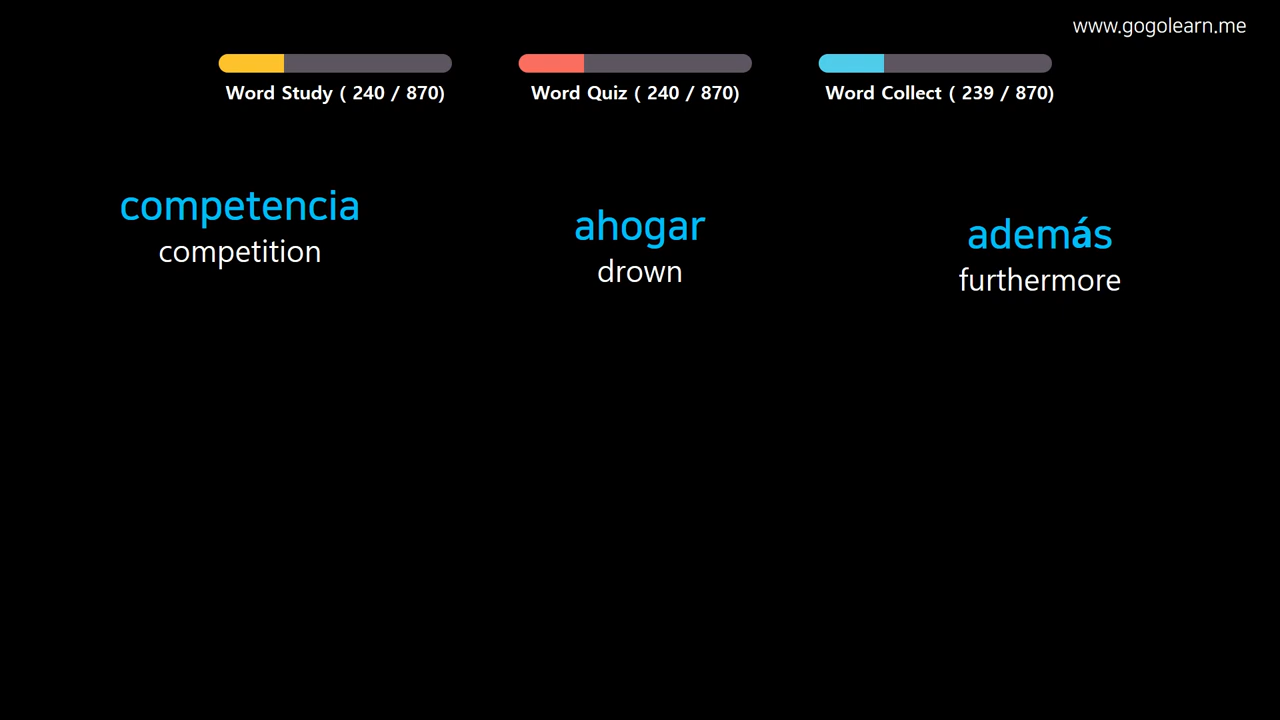 www.gogolearn.me
Word Study ( 240 / 870)
Word Quiz ( 240 / 870)
Word Collect ( 239 / 870)
competencia
competition
ahogar
drown
además
furthermore